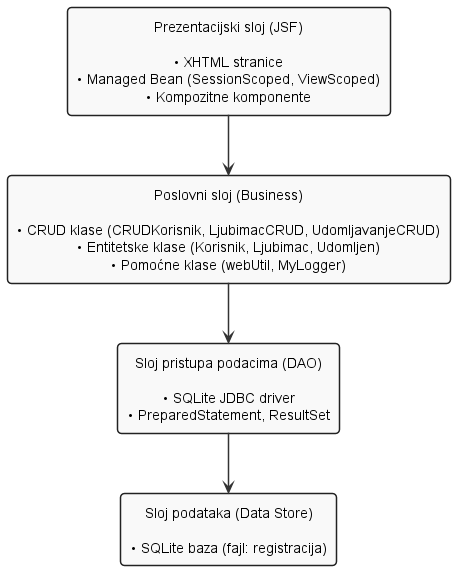 Prezentacijski sloj (JSF)
• XHTML stranice
• Managed Bean (SessionScoped, ViewScoped)
• Kompozitne komponente
Poslovni sloj (Business)
• CRUD klase (CRUDKorisnik, LjubimacCRUD, UdomljavanjeCRUD)
• Entitetske klase (Korisnik, Ljubimac, Udomljen)
• Pomoćne klase (webUtil, MyLogger)
Sloj pristupa podacima (DAO)
• SQLite JDBC driver
• PreparedStatement, ResultSet
Sloj podataka (Data Store)
• SQLite baza (fajl: registracija)